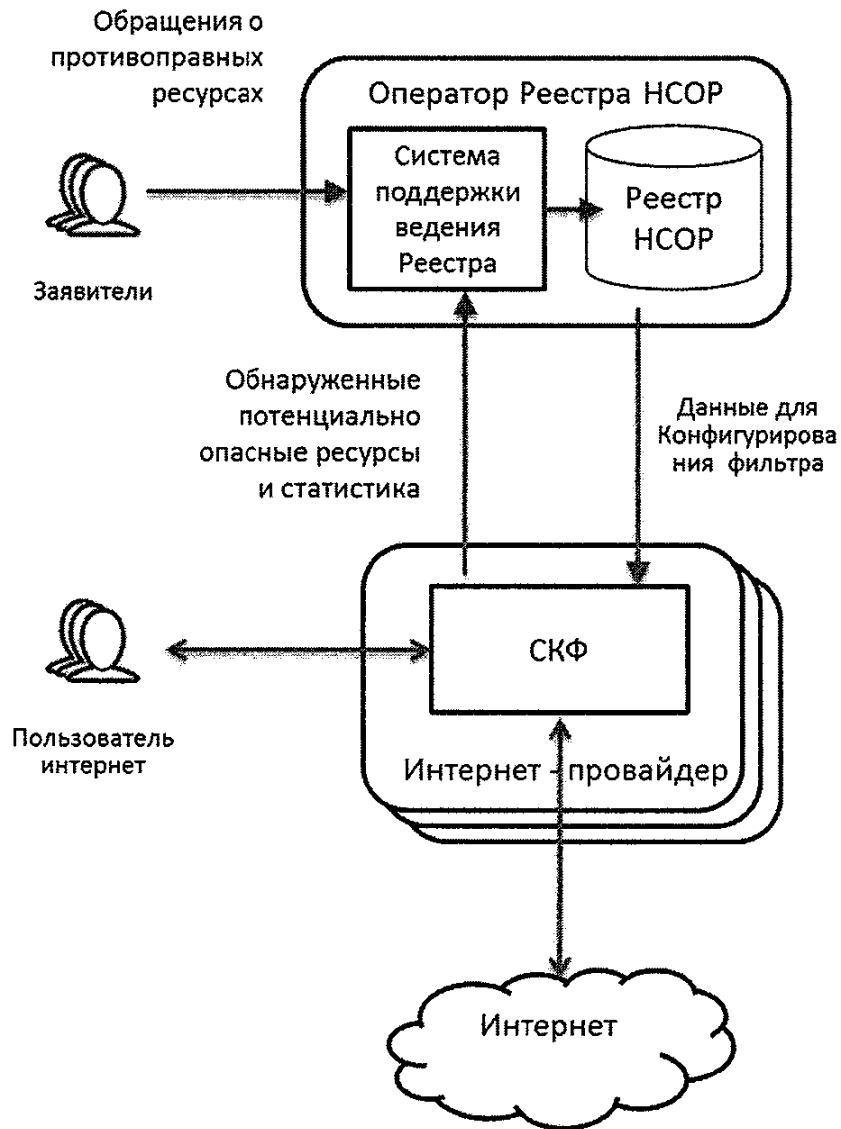 Обращения о
противоправных
ресурсах
Оператор Реестра НСОР
Система
поддержки
ведения
Реестра
Реестр
НСОР
Заявители
Обнаруженные
потенциально
опасные ресурсы
и статистика
Данные для
Конфигурирова
ния фильтра
СКФ
Пользователь
интернет
Интернет - провайдер
Интернет